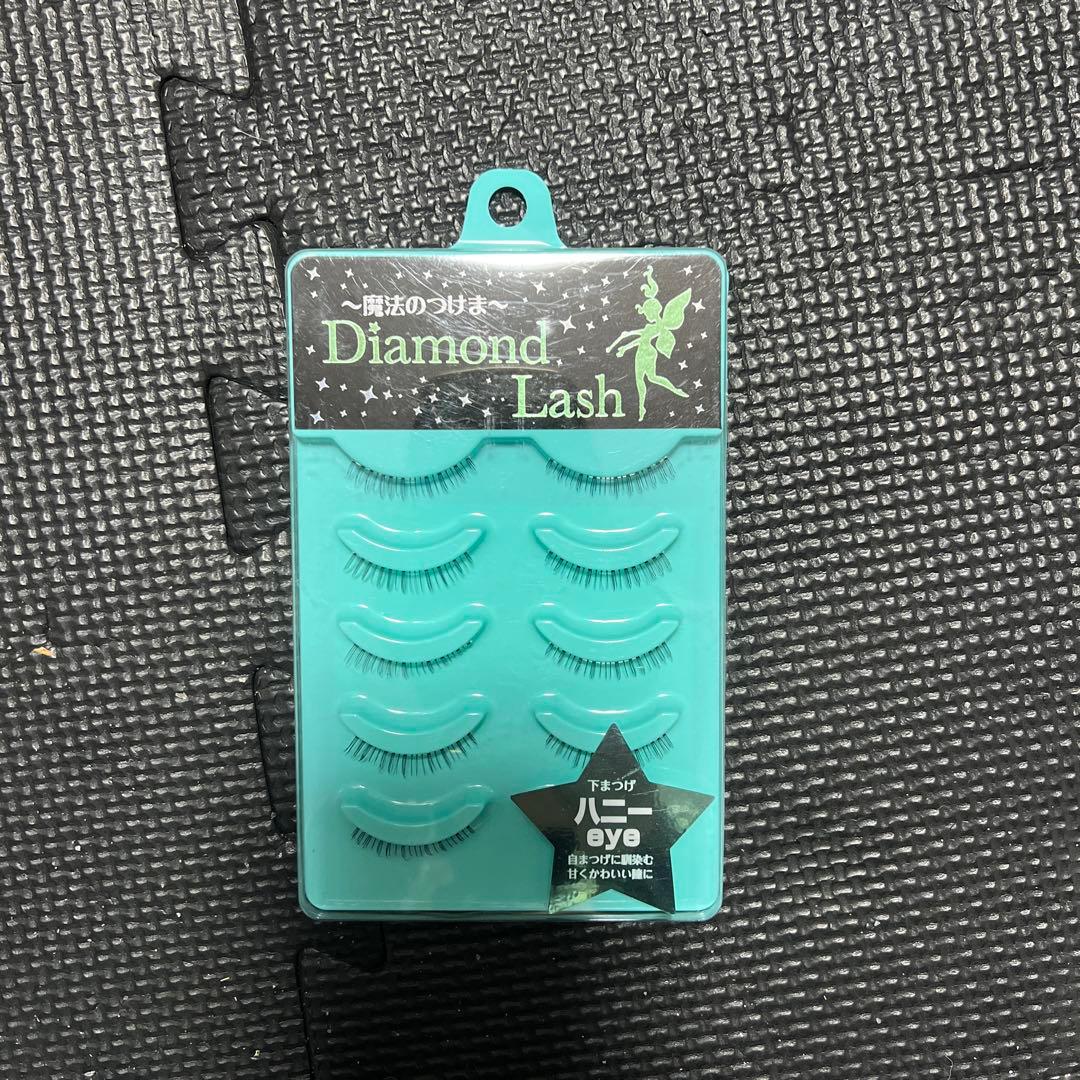 〜魔法のつけま〜
Diamond
Lash
下まつげ
ハニー
eye
自まつげに馴染む
甘くかわいい瞳に